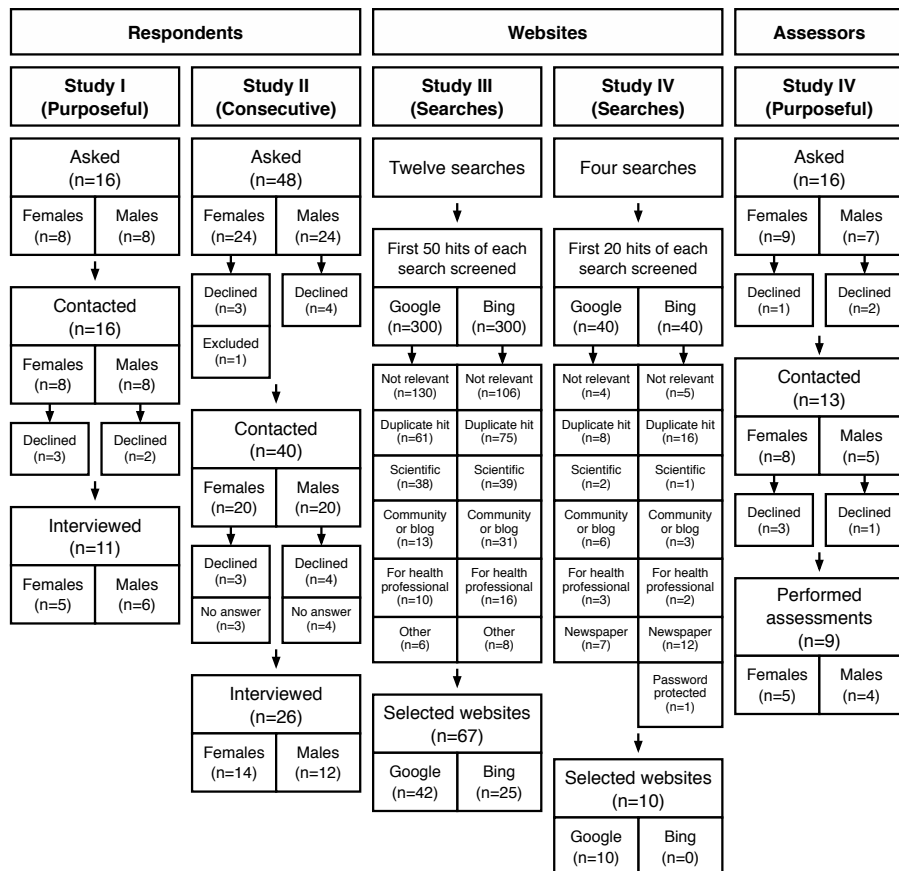 Respondents
Websites
Assessors
Study I
(Purposeful)
Study II
(Consecutive)
Study III
(Searches)
Study IV
(Searches)
Study IV
(Purposeful)
Asked
(n=16)
Females
(n=8)
Males
(n=8)
Contacted
(n=16)
Females
(n=8)
Males
(n=8)
Declined
(n=3)
Declined
(n=2)
Interviewed
(n=11)
Females
(n=5)
Males
(n=6)
Asked
(n=48)
Females
(n=24)
Males
(n=24)
Declined
(n=3)
Declined
(n=4)
Excluded
(n=1)
Contacted
(n=40)
Females
(n=20)
Males
(n=20)
Declined
(n=3)
Declined
(n=4)
No answer
(n=3)
No answer
(n=4)
Interviewed
(n=26)
Females
(n=14)
Males
(n=12)
Twelve searches
First 50 hits of each
search screened
Google
(n=300)
Bing
(n=300)
Not relevant
(n=130)
Not relevant
(n=106)
Duplicate hit
(n=61)
Duplicate hit
(n=75)
Scientific
(n=38)
Scientific
(n=39)
Community
or blog
(n=13)
Community
or blog
(n=31)
For health
professional
(n=10)
For health
professional
(n=16)
Other
(n=6)
Other
(n=8)
Selected websites
(n=67)
Google
(n=42)
Bing
(n=25)
Four searches
First 20 hits of each
search screened
Google
(n=40)
Bing
(n=40)
Not relevant
(n=4)
Not relevant
(n=5)
Duplicate hit
(n=8)
Duplicate hit
(n=16)
Scientific
(n=2)
Scientific
(n=1)
Community
or blog
(n=6)
Community
or blog
(n=3)
For health
professional
(n=3)
For health
professional
(n=2)
Newspaper
(n=7)
Newspaper
(n=12)
Password
protected
(n=1)
Selected websites
(n=10)
Google
(n=10)
Bing
(n=0)
Asked
(n=16)
Females
(n=9)
Males
(n=7)
Declined
(n=1)
Declined
(n=2)
Contacted
(n=13)
Females
(n=8)
Males
(n=5)
Declined
(n=3)
Declined
(n=1)
Performed
assessments
(n=9)
Females
(n=5)
Males
(n=4)